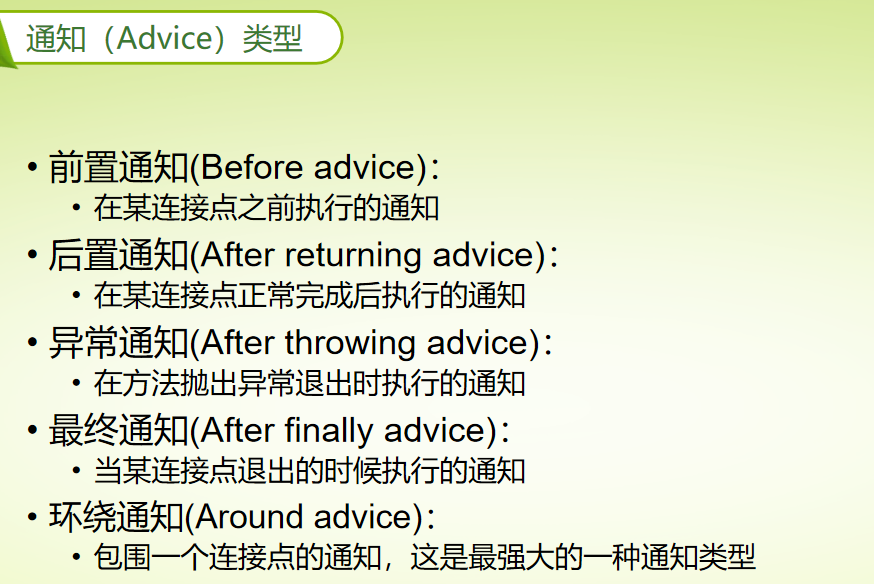 通知（Advice）类型
• 前置通知(Before advice)：
• 在某连接点之前执行的通知
• 后置通知(After returning advice)：
• 在某连接点正常完成后执行的通知
• 异常通知(After throwing advice)：
• 在方法抛出异常退出时执行的通知
• 最终通知(After finally advice)：
• 当某连接点退出的时候执行的通知
• 环绕通知(Around advice)：
• 包围一个连接点的通知，这是最强大的一种通知类型